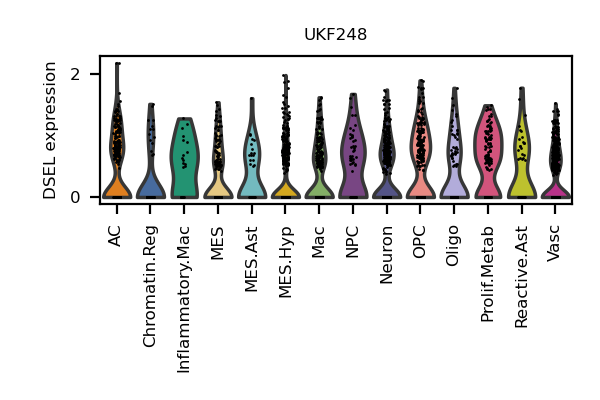 UKF248
DSEL expression
2
0
AC
Chromatin.Reg
Inflammatory.Mac
MES
MES.Ast
MES.Hyp
Mac
NPC
Neuron
OPC
Oligo
Prolif.Metab
Reactive.Ast
Vasc